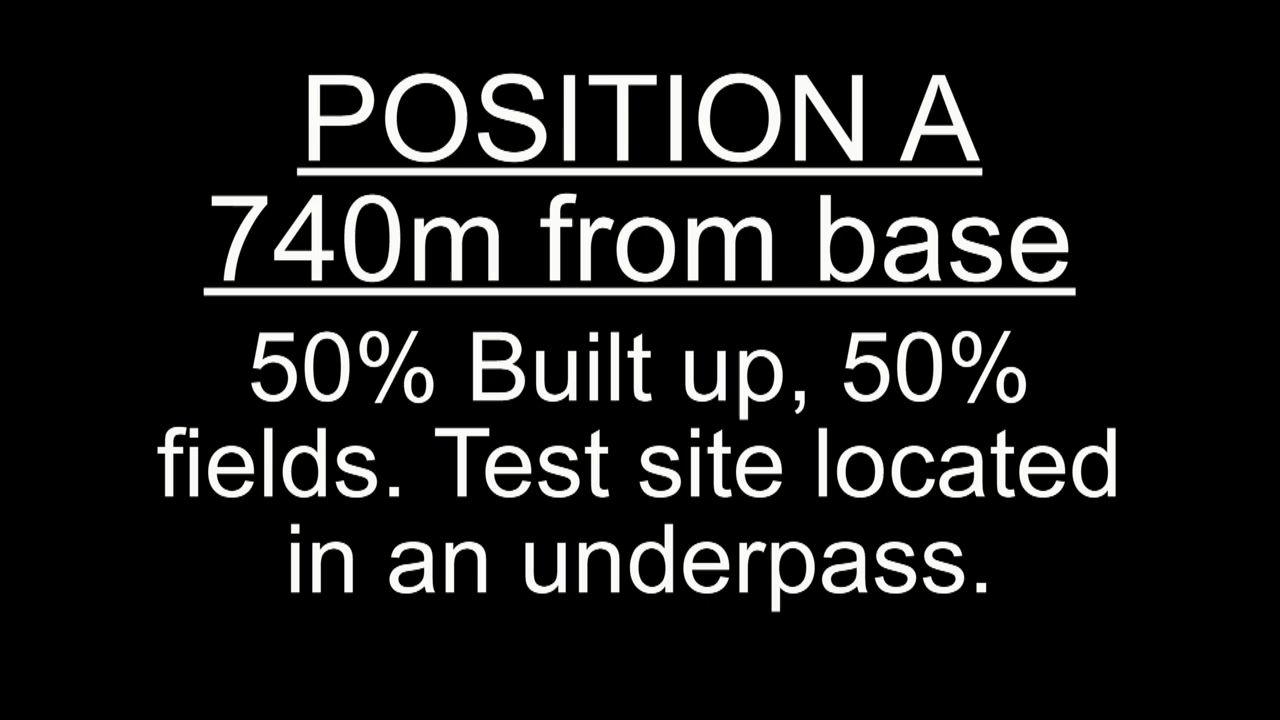 POSITION A
740m from base
50% Built up, 50%
fields. Test site located
in an underpass.